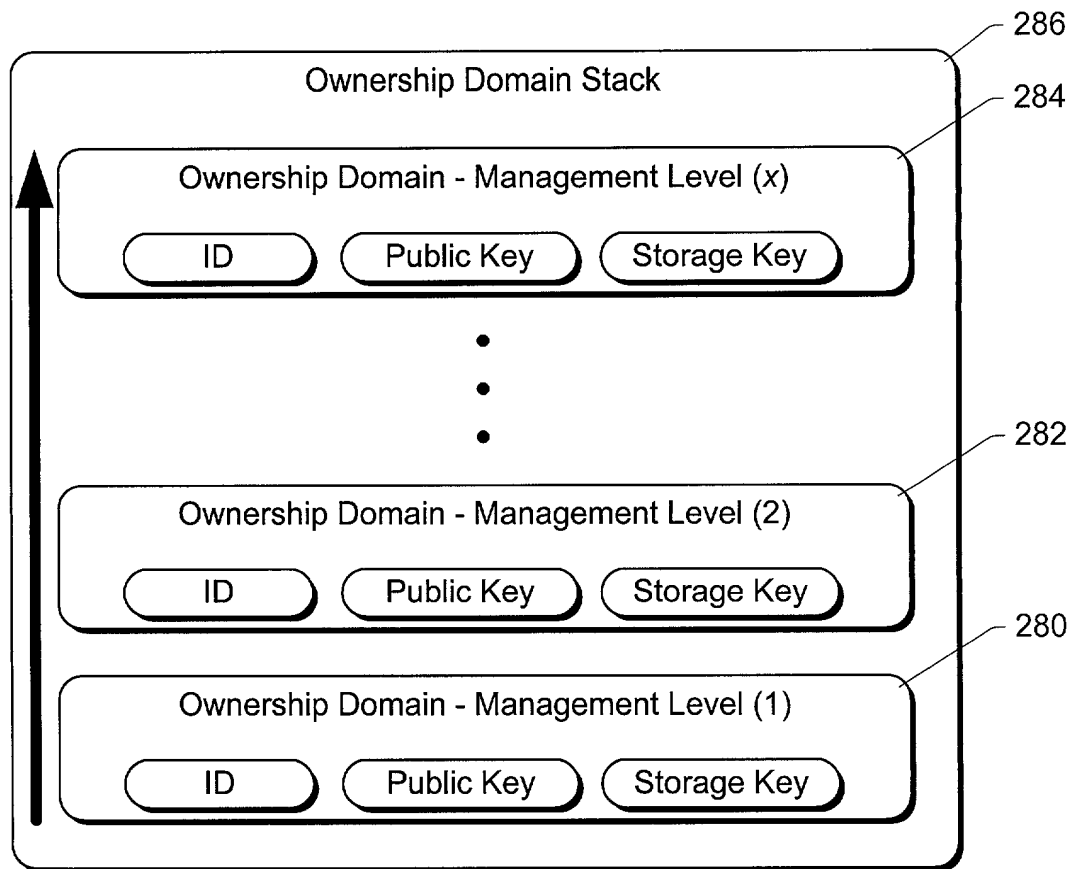 286
Ownership Domain Stack
284
Ownership Domain - Management Level (x)
ID Public Key Storage Key
282
Ownership Domain - Management Level (2)
ID Public Key Storage Key
280
Ownership Domain - Management Level (1)
ID Public Key Storage Key